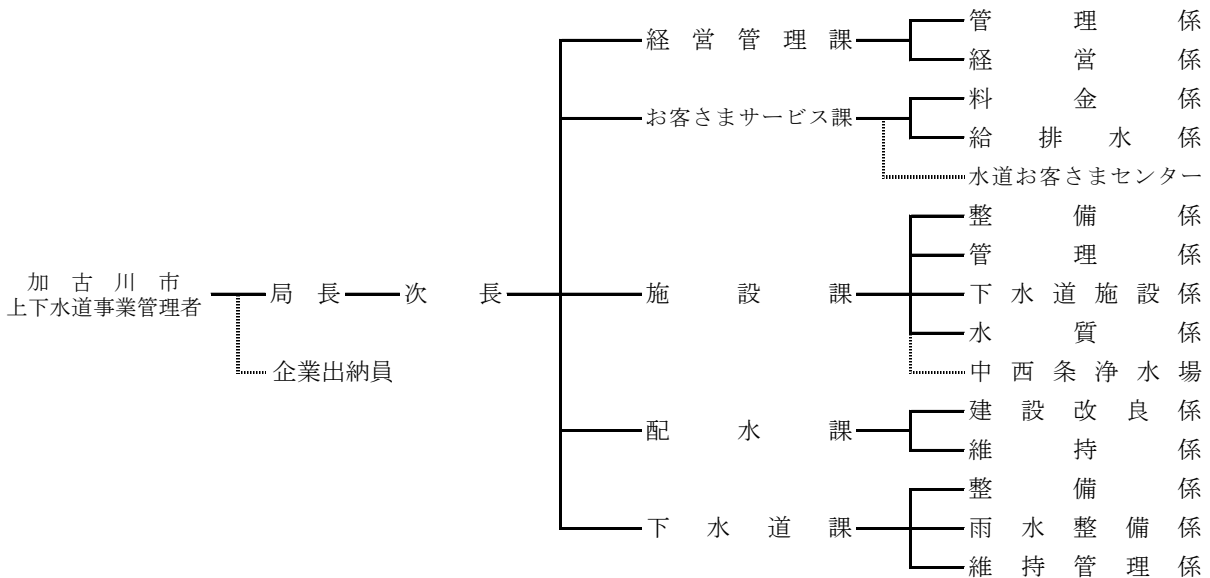 加古川市
上下水道事業管理者
局長
次長
企業出納員
経営管理課
管理係
経営係
お客さまサービス課
料金係
給排水係
水道お客さまセンター
施設課
整備係
管理係
下水道施設係
水質係
中西条浄水場
配水課
建設改良係
維持係
下水道課
整備係
雨水整備係
維持管理係